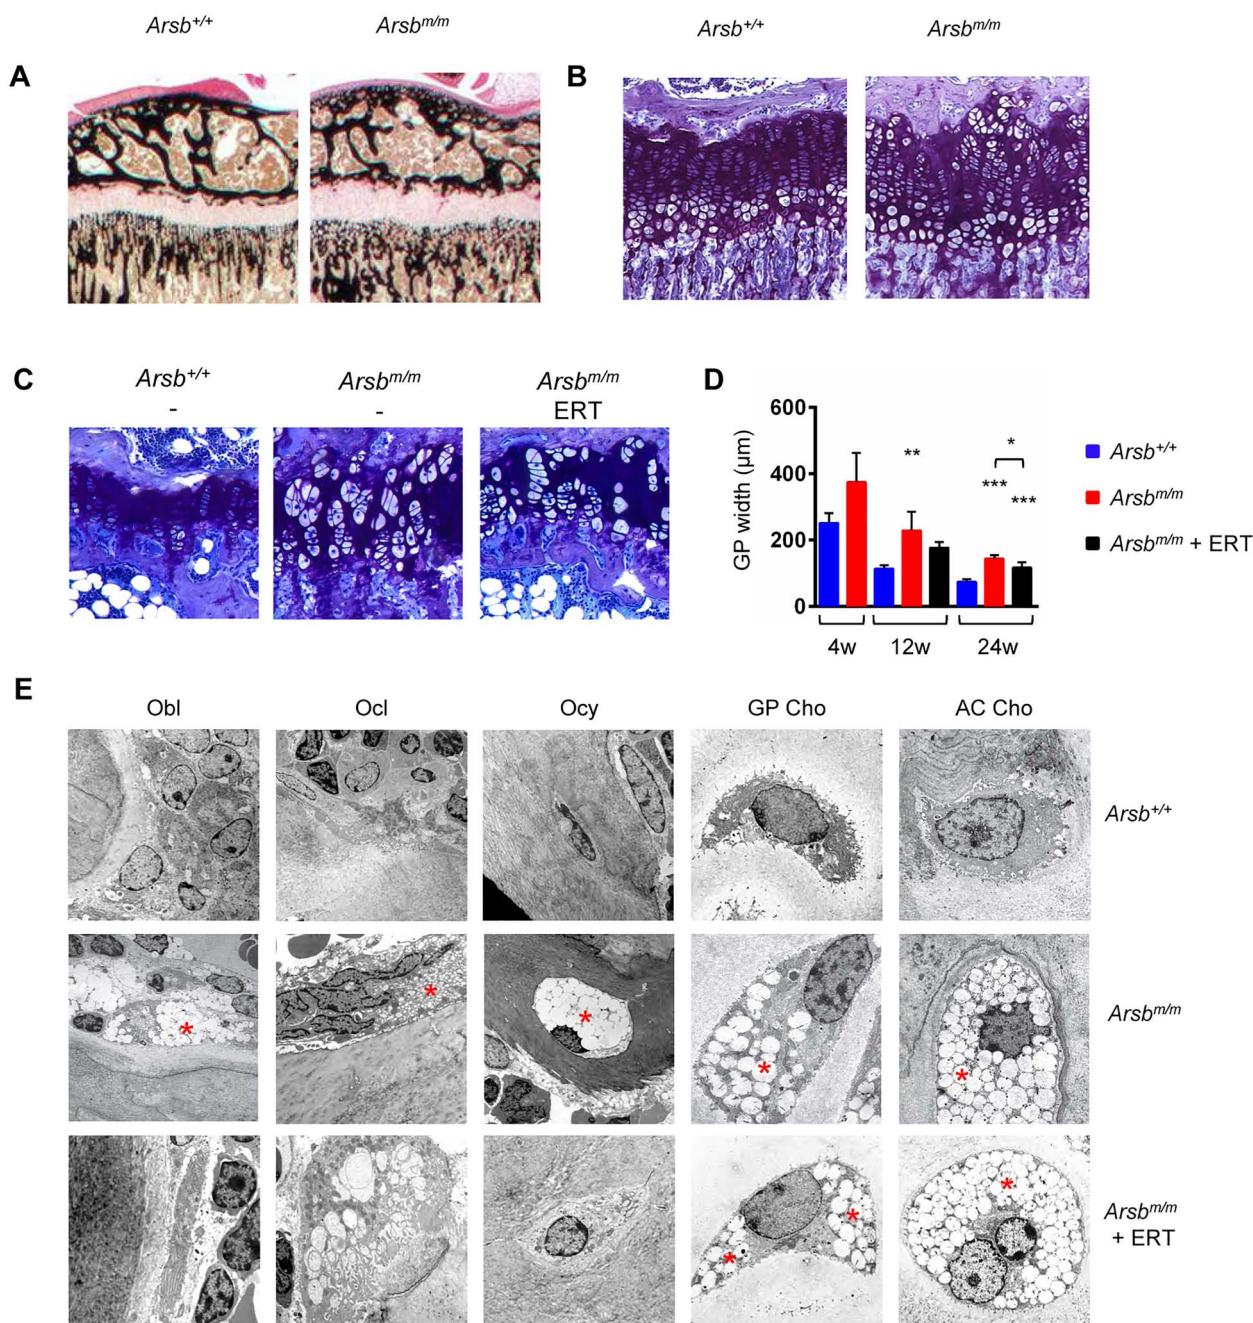 Arsb+/+ Arsbm/m Arsb+/+ Arsbm/m
A B
C Arsb+/+ Arsbm/m Arsbm/m
- - ERT
D
GP width (µm)
600
400
200
0
** * *** ***
4w 12w 24w
Arsb+/+
Arsbm/m
Arsbm/m + ERT
E
Obl Ocl Ocy GP Cho AC Cho
Arsb+/+
* * * * *
Arsbm/m
* * *
Arsbm/m
+ ERT